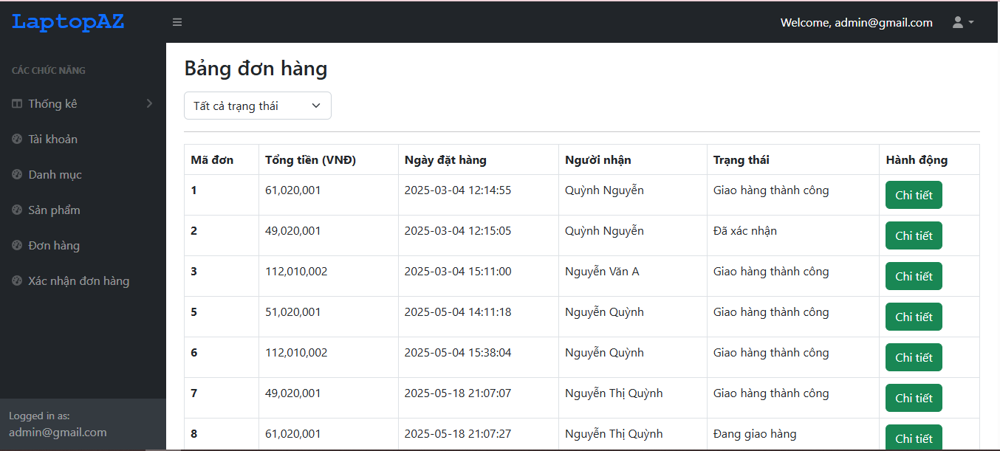 LaptopAZ
Welcome, admin@gmail.com
CÁC CHỨC NĂNG
Thống kê
Tài khoản
Danh mục
Sản phẩm
Đơn hàng
Xác nhận đơn hàng
Logged in as:
admin@gmail.com
Bảng đơn hàng
Tất cả trạng thái
Mã đơn Tổng tiền (VNĐ) Ngày đặt hàng Người nhận Trạng thái Hành động
1 61,020,001 2025-03-04 12:14:55 Quỳnh Nguyễn Giao hàng thành công Chi tiết
2 49,020,001 2025-03-04 12:15:05 Quỳnh Nguyễn Đã xác nhận Chi tiết
3 112,010,002 2025-03-04 15:11:00 Nguyễn Văn A Giao hàng thành công Chi tiết
5 51,020,001 2025-05-04 14:11:18 Nguyễn Quỳnh Giao hàng thành công Chi tiết
6 112,010,002 2025-05-04 15:38:04 Nguyễn Quỳnh Giao hàng thành công Chi tiết
7 49,020,001 2025-05-18 21:07:07 Nguyễn Thị Quỳnh Giao hàng thành công Chi tiết
8 61,020,001 2025-05-18 21:07:27 Nguyễn Thị Quỳnh Đang giao hàng Chi tiết